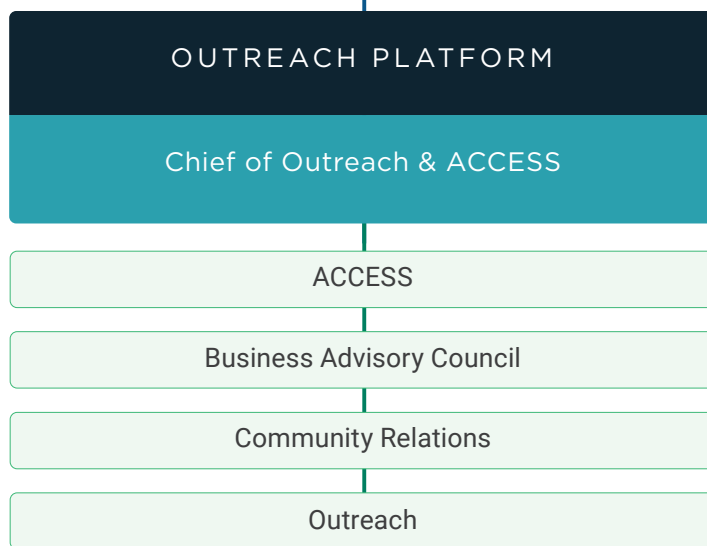 OUTREACH PLATFORM
Chief of Outreach & ACCESS
ACCESS
Business Advisory Council
Community Relations
Outreach